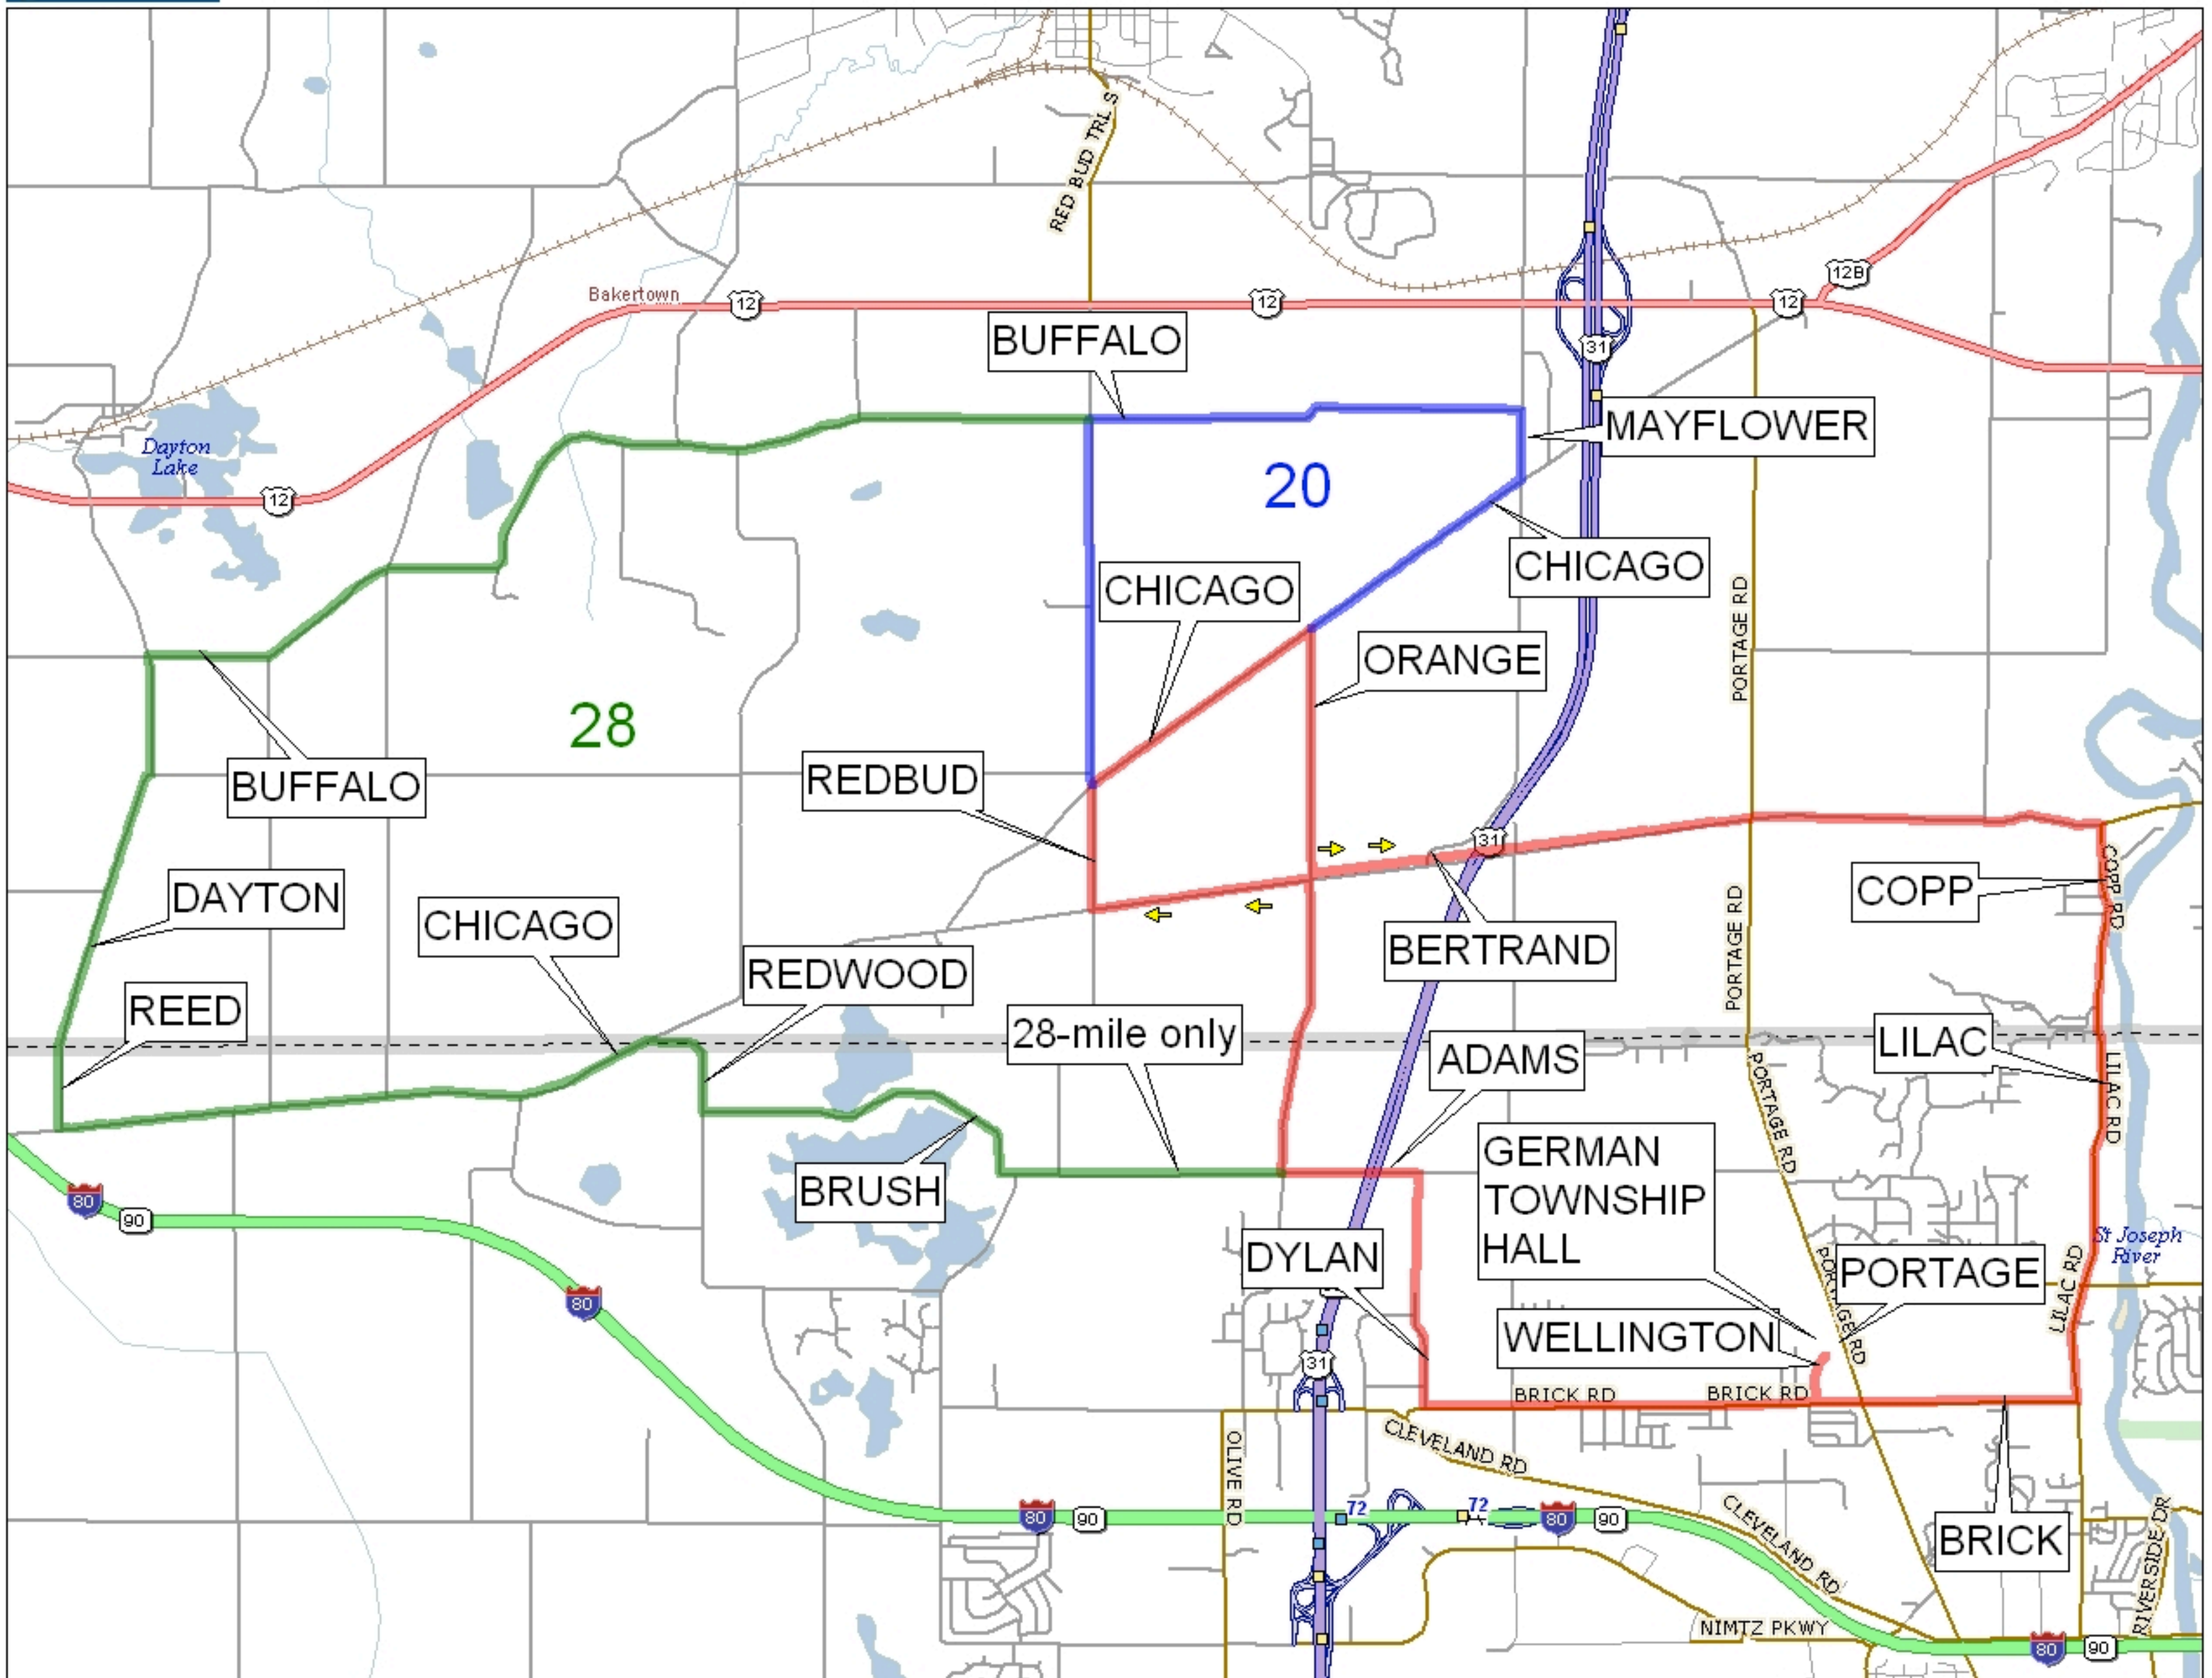 RED BUD TRL S
12B
Bakertown
12
12
12
BUFFALO
31
MAYFLOWER
Dayton
Lake
12
20
CHICAGO
CHICAGO
PORTAGE RD
ORANGE
28
BUFFALO
REDBUD
31
COPP RD
COPP
DAYTON
CHICAGO
PORTAGE RD
BERTRAND
REDWOOD
REED
28-mile only
LILAC
ADAMS
LILAC RD
PORTAGE RD
GERMAN
TOWNSHIP
HALL
BRUSH
80
90
DYLAN
St Joseph
River
PORTAGE
PORTAGE RD
LILAC RD
80
WELLINGTON
31
BRICK RD
BRICK RD
CLEVELAND RD
OLIVE RD
72
72
80
90
80
90
CLEVELAND RD
BRICK
RIVERSIDE DR
NIMTZ PKWY
80
90